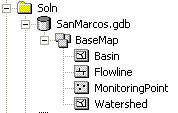 Soln
SanMarcos.gdb
BaseMap
Basin
Flowline
MonitoringPoint
Watershed